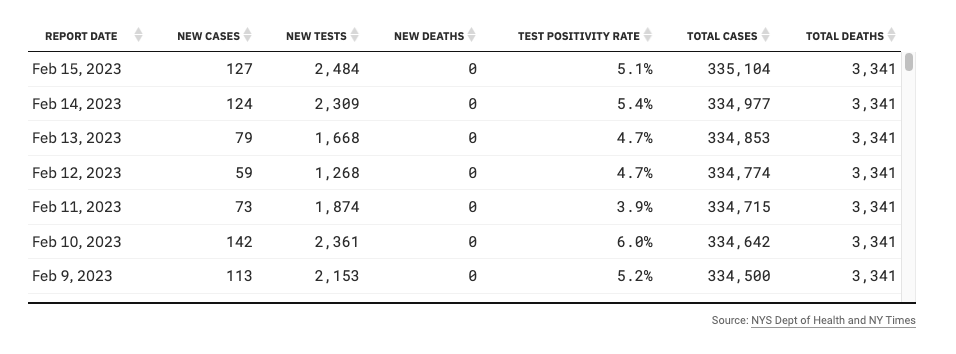 REPORT DATE NEW CASES NEW TESTS NEW DEATHS TEST POSITIVITY RATE TOTAL CASES TOTAL DEATHS
Feb 15, 2023 127 2,484 0 5.1% 335,104 3,341
Feb 14, 2023 124 2,309 0 5.4% 334,977 3,341
Feb 13, 2023 79 1,668 0 4.7% 334,853 3,341
Feb 12, 2023 59 1,268 0 4.7% 334,774 3,341
Feb 11, 2023 73 1,874 0 3.9% 334,715 3,341
Feb 10, 2023 142 2,361 0 6.0% 334,642 3,341
Feb 9, 2023 113 2,153 0 5.2% 334,500 3,341
Source: NYS Dept of Health and NY Times